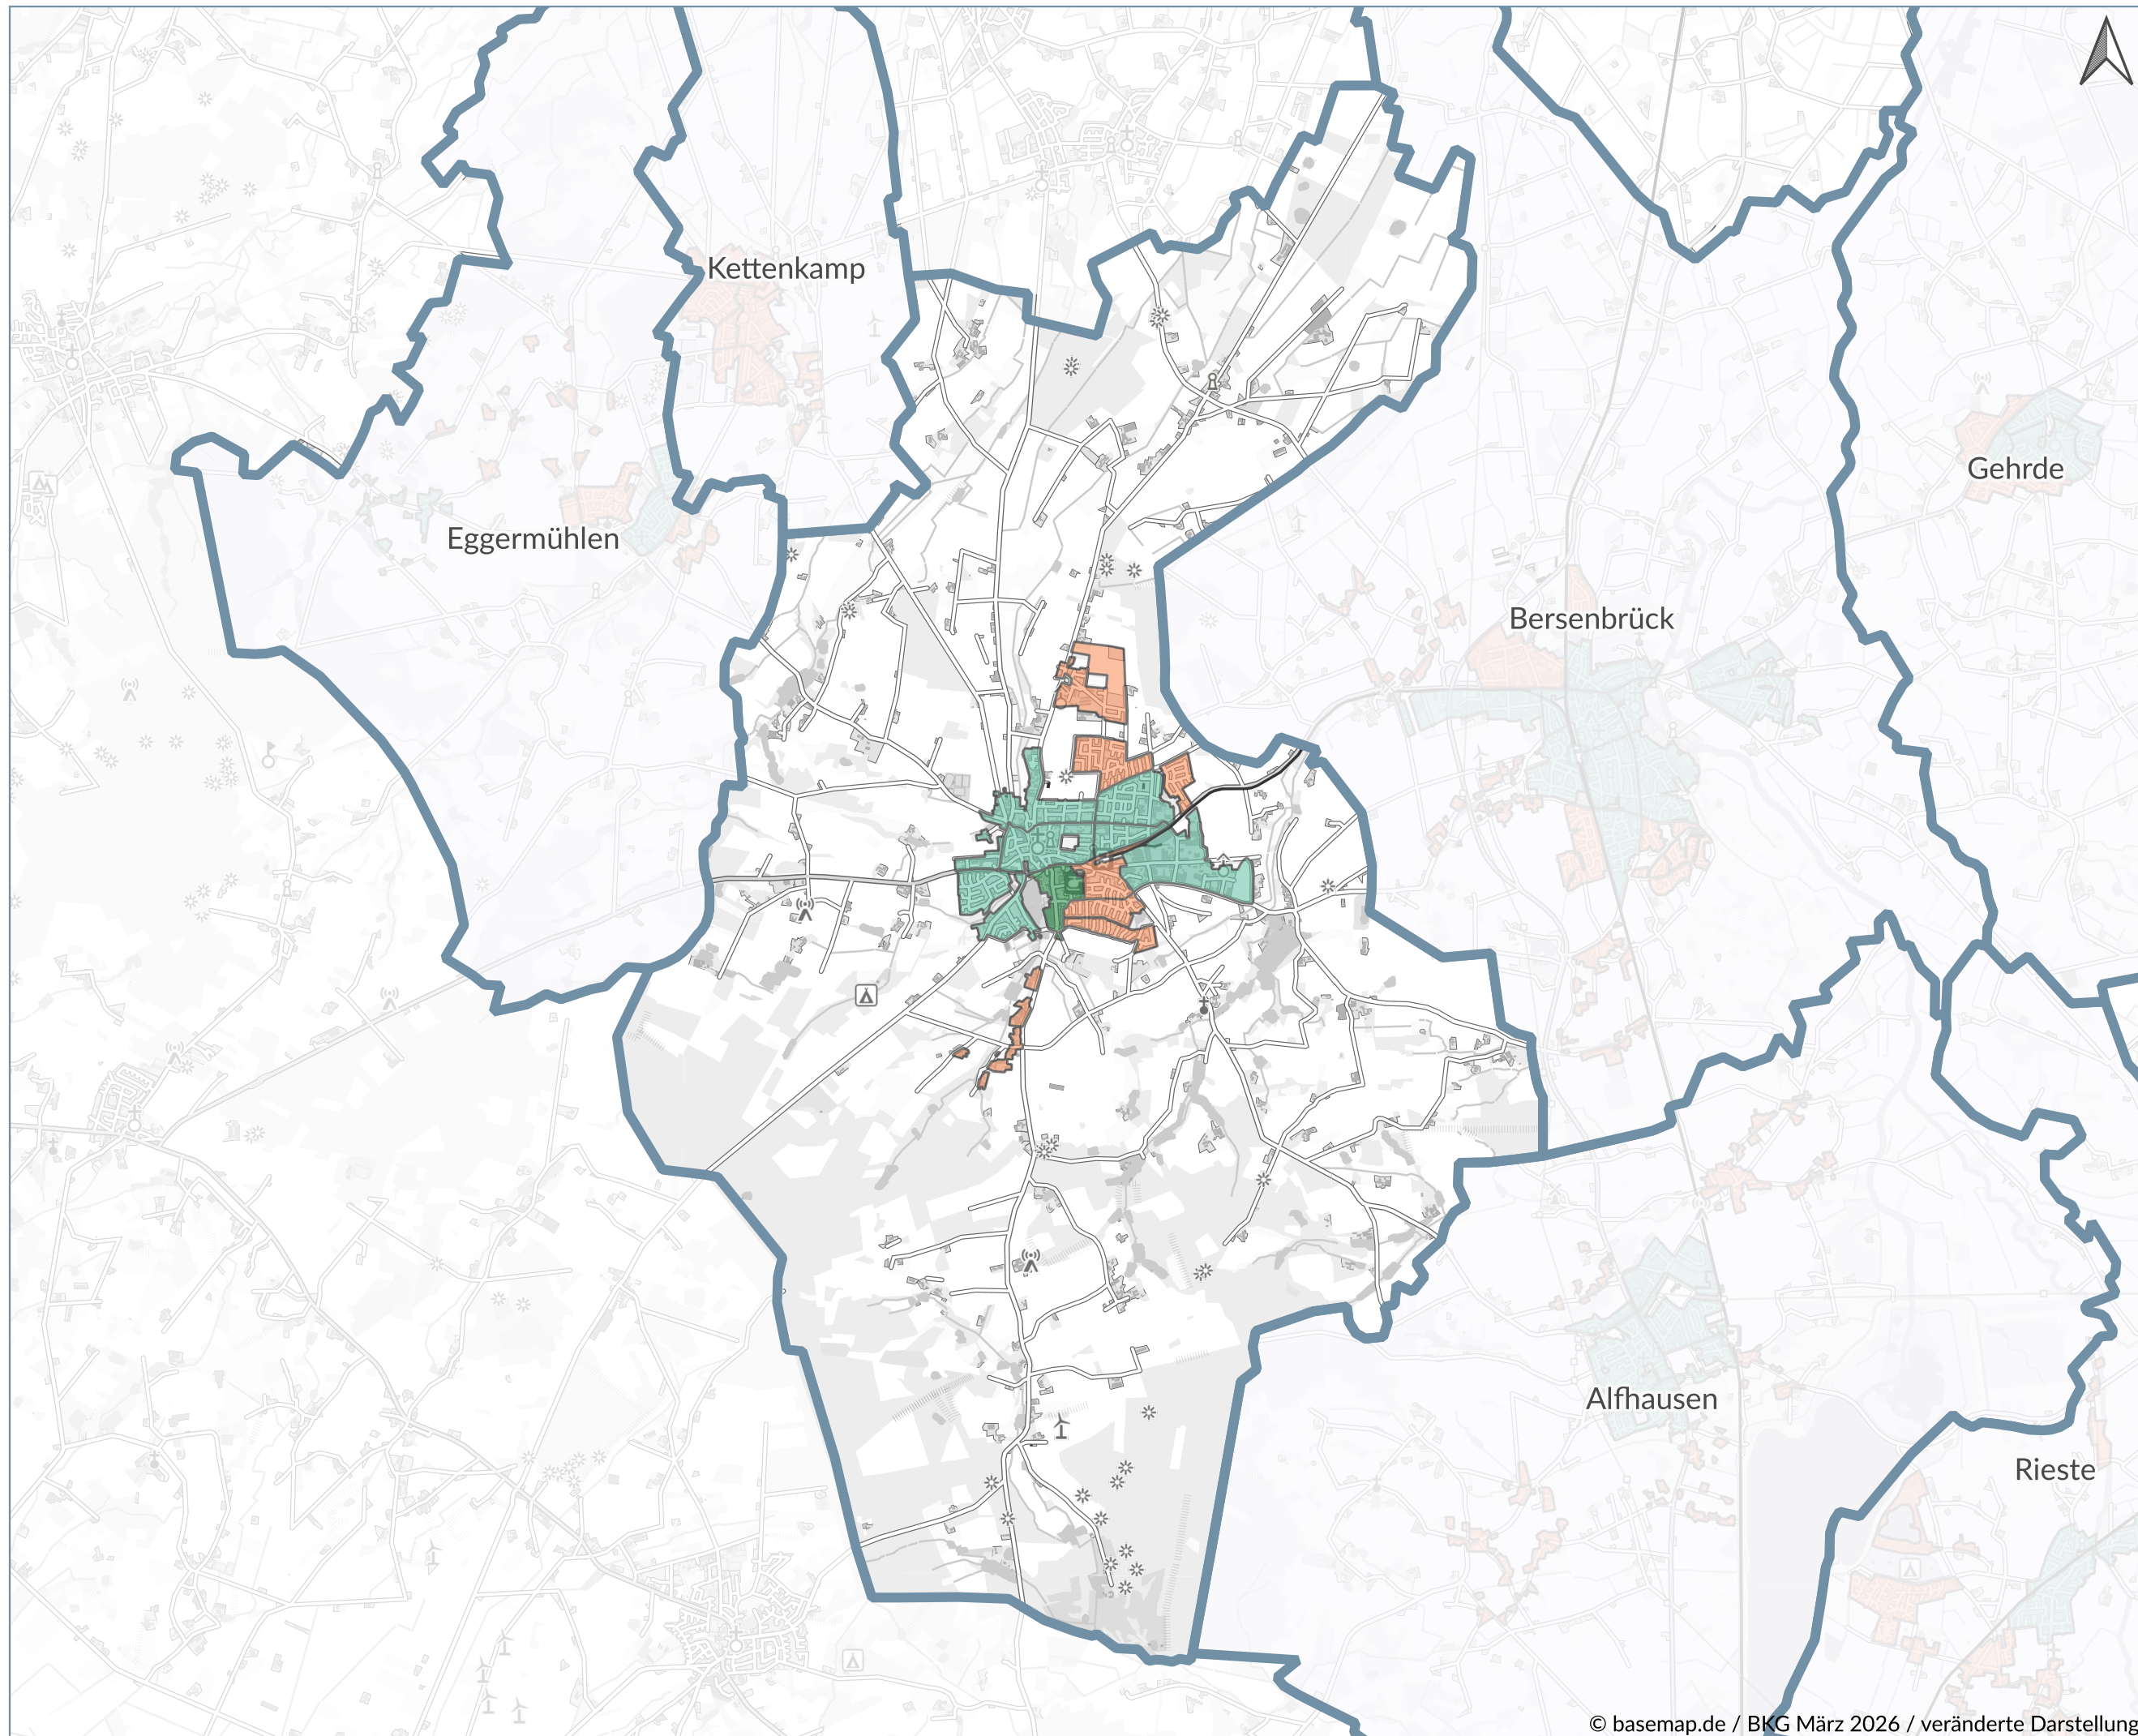 Kettenkamp
Gehrde
Eggermühlen
Bersenbrück
Alfhausen
Rieste
© basemap.de / BKG März 2026 / veränderte Darstellung